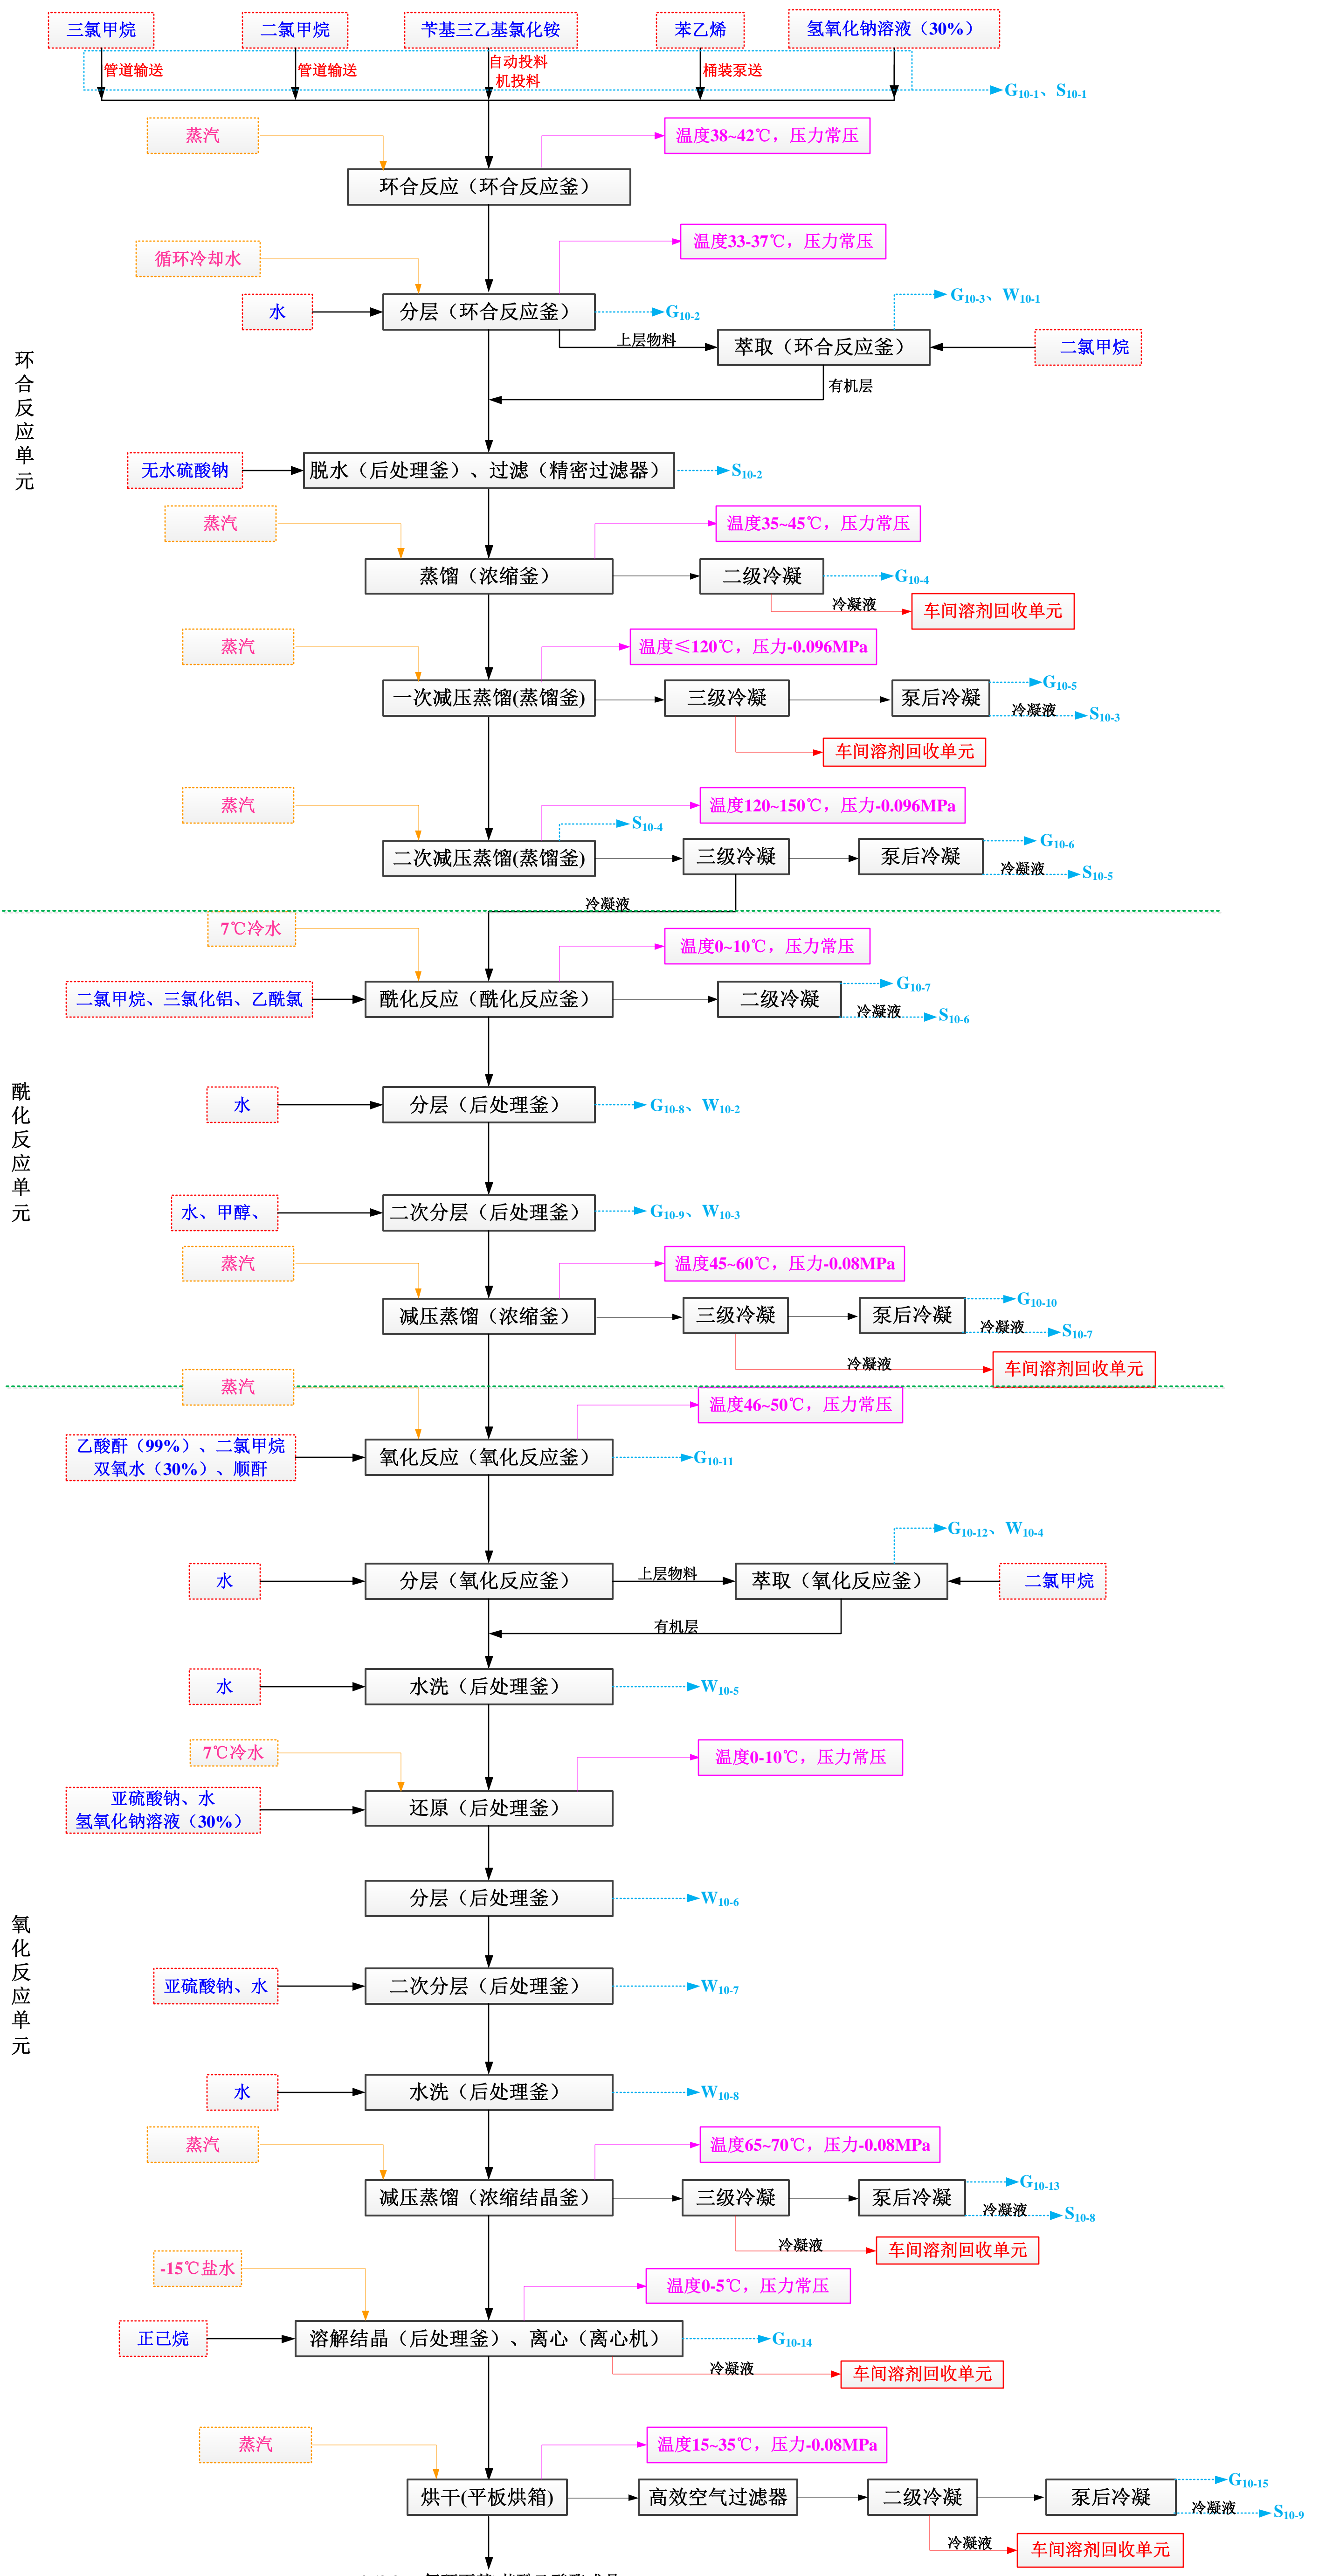 三氯甲烷
二氯甲烷
苄基三乙基氯化铵
苯乙烯
氢氧化钠溶液（30%）
管道输送
管道输送
自动投料
机投料
桶装泵送
G10-1、S10-1
蒸汽
温度38~42℃，压力常压
环合反应（环合反应釜）
循环冷却水
温度33-37℃，压力常压
水
分层（环合反应釜）
G10-2
G10-3、W10-1
上层物料
萃取（环合反应釜）
二氯甲烷
有机层
环合反应单元
无水硫酸钠
脱水（后处理釜）、过滤（精密过滤器）
S10-2
蒸汽
温度35~45℃，压力常压
蒸馏（浓缩釜）
二级冷凝
G10-4
冷凝液
车间溶剂回收单元
蒸汽
温度≤120℃，压力-0.096MPa
一次减压蒸馏(蒸馏釜)
三级冷凝
泵后冷凝
G10-5
冷凝液
S10-3
车间溶剂回收单元
蒸汽
温度120~150℃，压力-0.096MPa
S10-4
二次减压蒸馏(蒸馏釜)
三级冷凝
泵后冷凝
G10-6
冷凝液
S10-5
冷凝液
7℃冷水
温度0~10℃，压力常压
二氯甲烷、三氯化铝、乙酰氯
酰化反应（酰化反应釜）
二级冷凝
G10-7
冷凝液
S10-6
酰化反应单元
水
分层（后处理釜）
G10-8、W10-2
水、甲醇、
二次分层（后处理釜）
G10-9、W10-3
蒸汽
温度45~60℃，压力-0.08MPa
减压蒸馏（浓缩釜）
三级冷凝
泵后冷凝
G10-10
冷凝液
S10-7
冷凝液
车间溶剂回收单元
蒸汽
温度46~50℃，压力常压
乙酸酐（99%）、二氯甲烷
双氧水（30%）、顺酐
氧化反应（氧化反应釜）
G10-11
G10-12、W10-4
水
分层（氧化反应釜）
上层物料
萃取（氧化反应釜）
二氯甲烷
有机层
水
水洗（后处理釜）
W10-5
7℃冷水
温度0-10℃，压力常压
亚硫酸钠、水
氢氧化钠溶液（30%）
还原（后处理釜）
分层（后处理釜）
W10-6
氧化反应单元
亚硫酸钠、水
二次分层（后处理釜）
W10-7
水
水洗（后处理釜）
W10-8
蒸汽
温度65~70℃，压力-0.08MPa
减压蒸馏（浓缩结晶釜）
三级冷凝
泵后冷凝
G10-13
冷凝液
S10-8
冷凝液
车间溶剂回收单元
-15℃盐水
温度0-5℃，压力常压
正己烷
溶解结晶（后处理釜）、离心（离心机）
G10-14
冷凝液
车间溶剂回收单元
蒸汽
温度15~35℃，压力-0.08MPa
烘干(平板烘箱)
高效空气过滤器
二级冷凝
泵后冷凝
G10-15
冷凝液
S10-9
冷凝液
车间溶剂回收单元